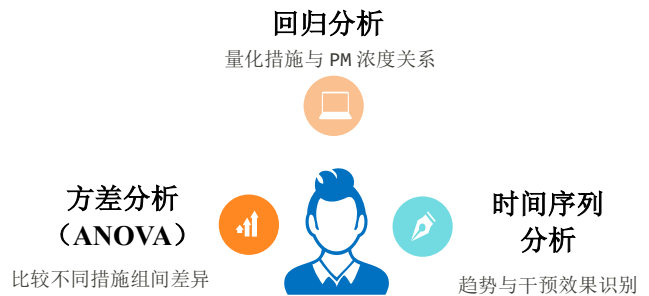 回归分析
量化措施与 PM 浓度关系
方差分析
（ANOVA）
比较不同措施组间差异
时间序列
分析
趋势与干预效果识别